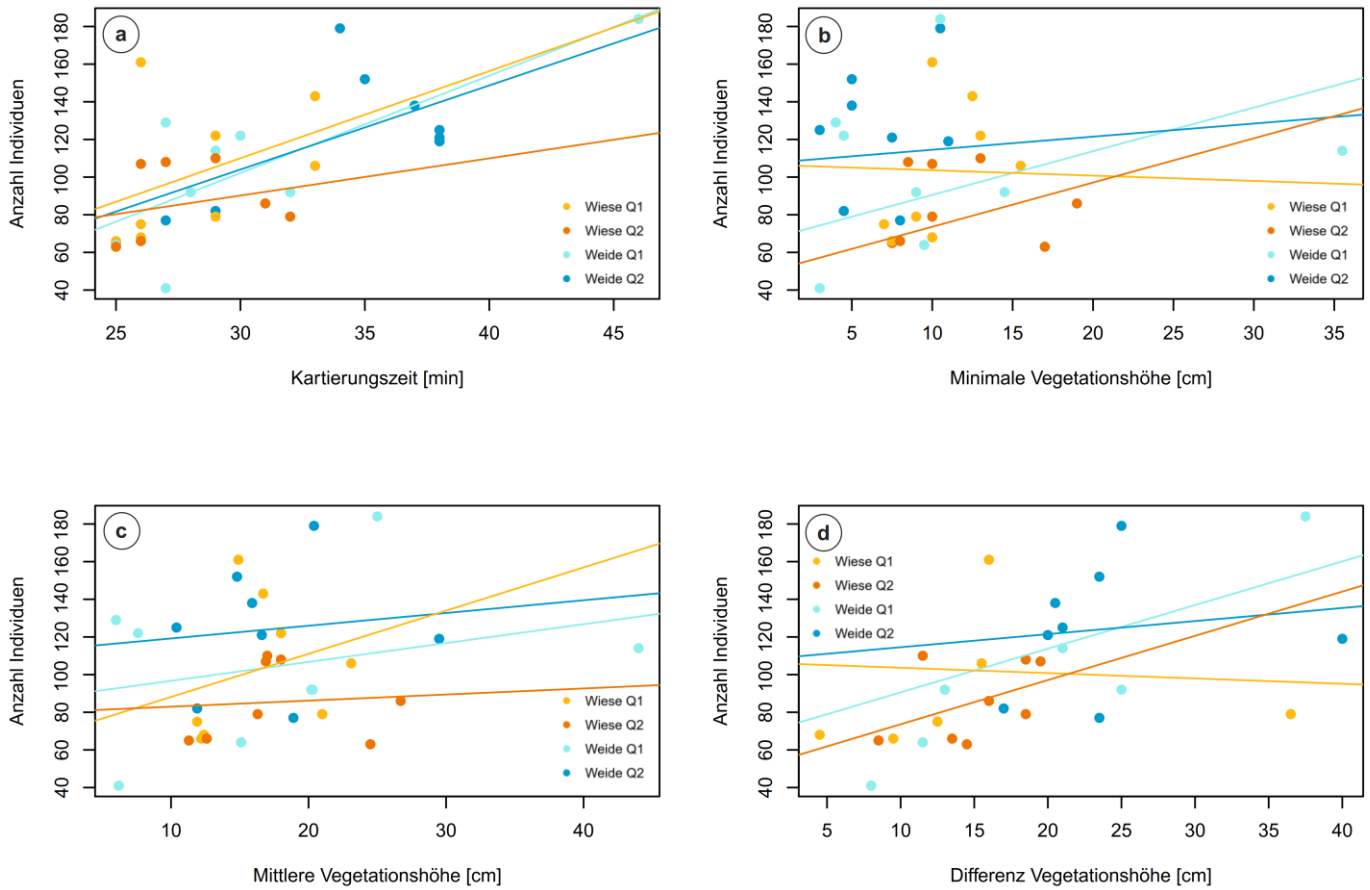 a
Anzahl Individuen
40 60 80 100 120 140 160 180
Wiese Q1
Wiese Q2
Weide Q1
Weide Q2
25 30 35 40 45
Kartierungszeit [min]
b
Anzahl Individuen
40 60 80 100 120 140 160 180
Wiese Q1
Wiese Q2
Weide Q1
Weide Q2
5 10 15 20 25 30 35
Minimale Vegetationshöhe [cm]
c
Anzahl Individuen
40 60 80 100 120 140 160 180
Wiese Q1
Wiese Q2
Weide Q1
Weide Q2
10 20 30 40
Mittlere Vegetationshöhe [cm]
d
Anzahl Individuen
40 60 80 100 120 140 160 180
Wiese Q1
Wiese Q2
Weide Q1
Weide Q2
5 10 15 20 25 30 35 40
Differenz Vegetationshöhe [cm]